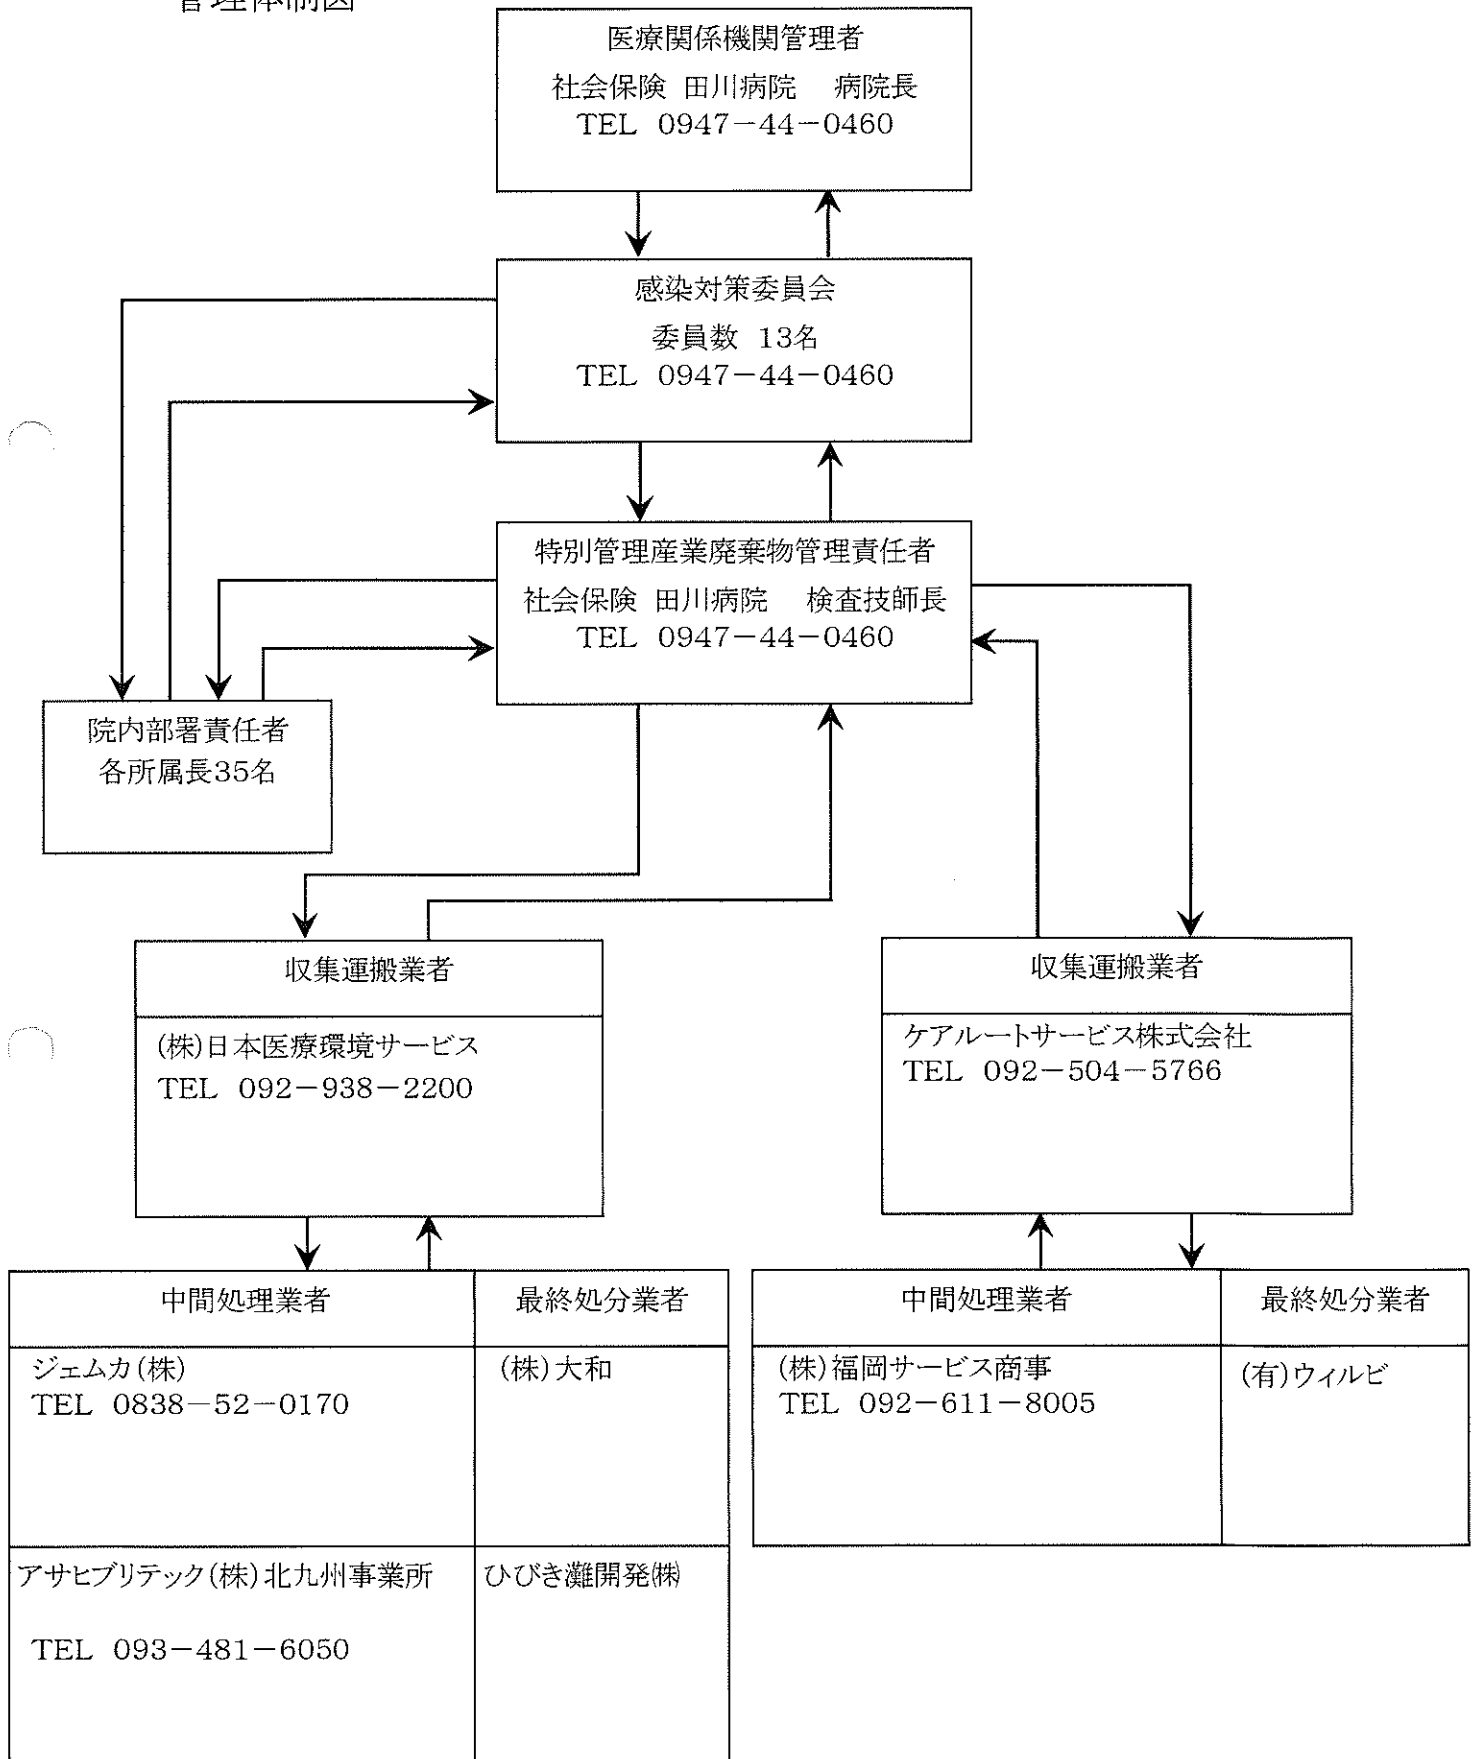 管理体制図
医療関係機関管理者
社会保険 田川病院 病院長
TEL 0947－44－0460
感染対策委員会
委員数 13名
TEL 0947－44－0460
特別管理産業廃棄物管理責任者
社会保険 田川病院 検査技師長
TEL 0947－44－0460
院内部署責任者
各所属長35名
収集運搬業者
(株)日本医療環境サービス
TEL 092－938－2200
収集運搬業者
ケアルートサービス株式会社
TEL 092－504－5766
中間処理業者
最終処分業者
ジェムカ(株)
TEL 0838－52－0170
(株)大和
アサヒブリテック(株)北九州事業所
TEL 093－481－6050
ひびき灘開発㈱
中間処理業者
最終処分業者
(株)福岡サービス商事
TEL 092－611－8005
(有)ウィルビ